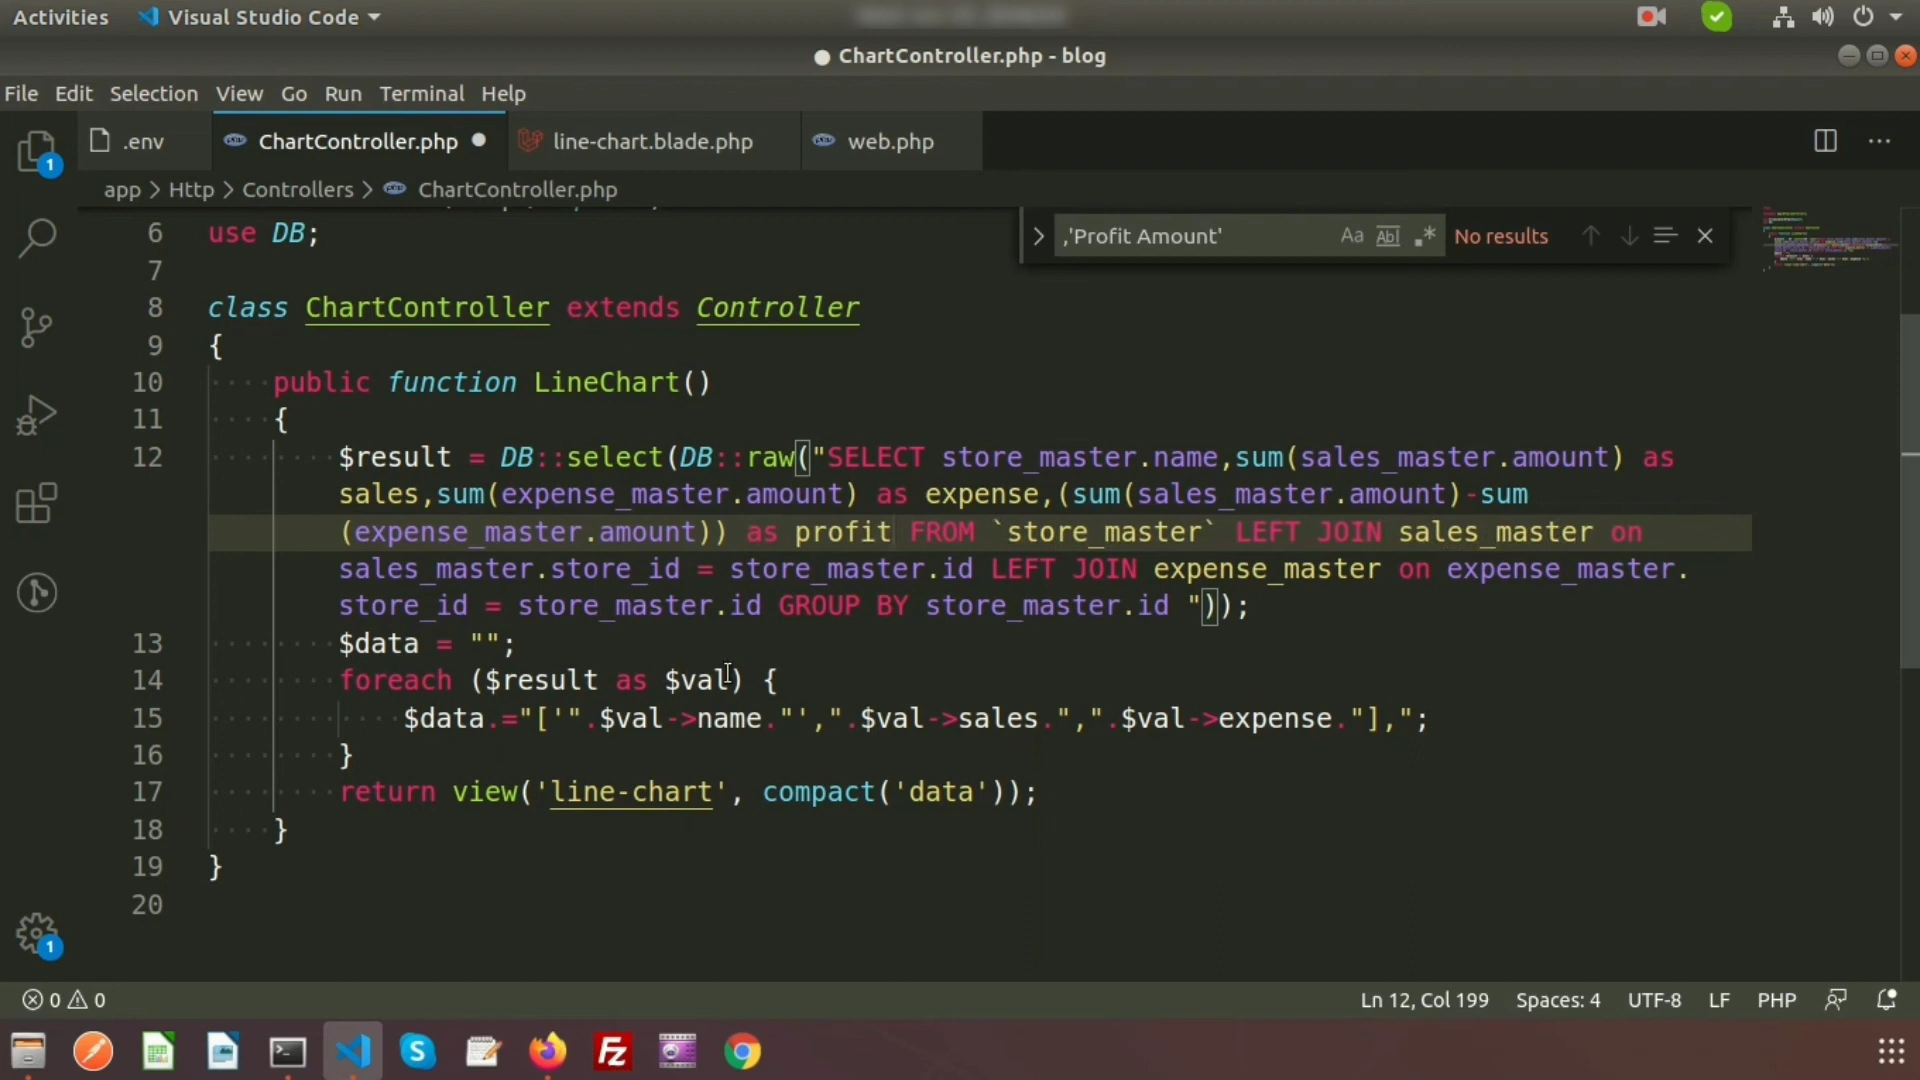 Activities Visual Studio Code
ChartController.php - blog
File Edit Selection View Go Run Terminal Help
1 .env ChartController.php line-chart.blade.php web.php
app > Http > Controllers > ChartController.php
,'Profit Amount' Aa Abl .* No results
6 use DB;
7
8 class ChartController extends Controller
9 {
10 public function LineChart()
11 {
12 $result = DB::select(DB::raw("SELECT store_master.name,sum(sales_master.amount) as
sales,sum(expense_master.amount) as expense,(sum(sales_master.amount)-sum
(expense_master.amount)) as profit FROM `store_master` LEFT JOIN sales_master on
sales_master.store_id = store_master.id LEFT JOIN expense_master on expense_master.
store_id = store_master.id GROUP BY store_master.id "));
13 $data = "";
14 foreach ($result as $val) {
15 $data.="['".$val->name."',".$val->sales.",".$val->expense."],";
16 }
17 return view('line-chart', compact('data'));
18 }
19 }
20
1
0 0 Ln 12, Col 199 Spaces: 4 UTF-8 LF PHP